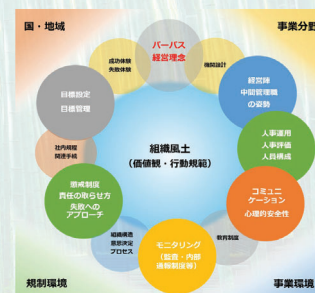 国・地域
事業分野
パーパス
経営理念
成功体験
失敗体験
機関設計
目標設定
目標管理
経営陣
中間管理職
の姿勢
組織風土
(価値観・行動規範)
社内規程
関連手続
人事運用
人事評価
人員構成
懲戒制度
責任の取らせ方
失敗への
アプローチ
コミュニ
ケーション
心理的安全性
組織構造
意思決定
プロセス
モニタリング
(監査・内部
通報制度等)
教育制度
規制環境
事業環境